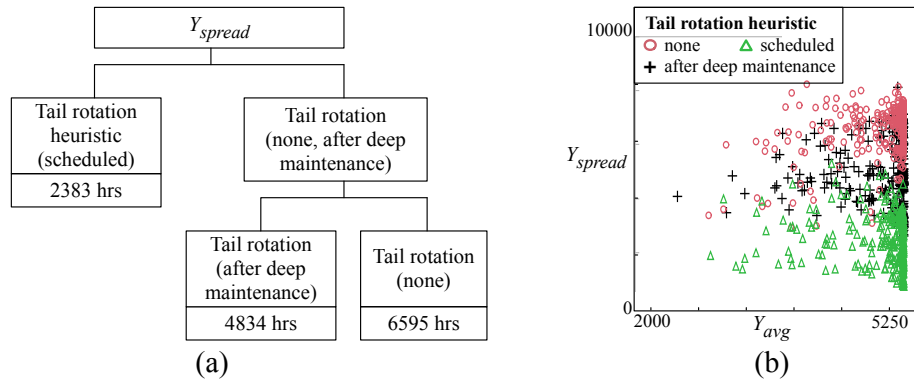 Y_spread
Tail rotation
heuristic
(scheduled)
2383 hrs
Tail rotation
(none, after deep
maintenance)
Tail rotation
(after deep
maintenance)
4834 hrs
Tail rotation
(none)
6595 hrs
(a)
Tail rotation heuristic
none
scheduled
after deep maintenance
10000
Y_spread
0
2000
Y_avg
5250
(b)